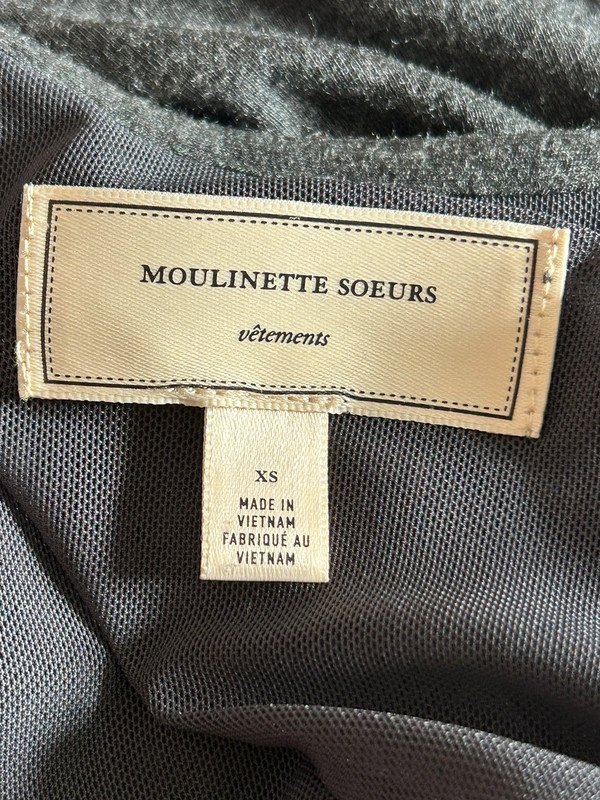 MOULINETTE SOEURS
vêtements
XS
MADE IN
VIETNAM
FABRIQUÉ AU
VIETNAM